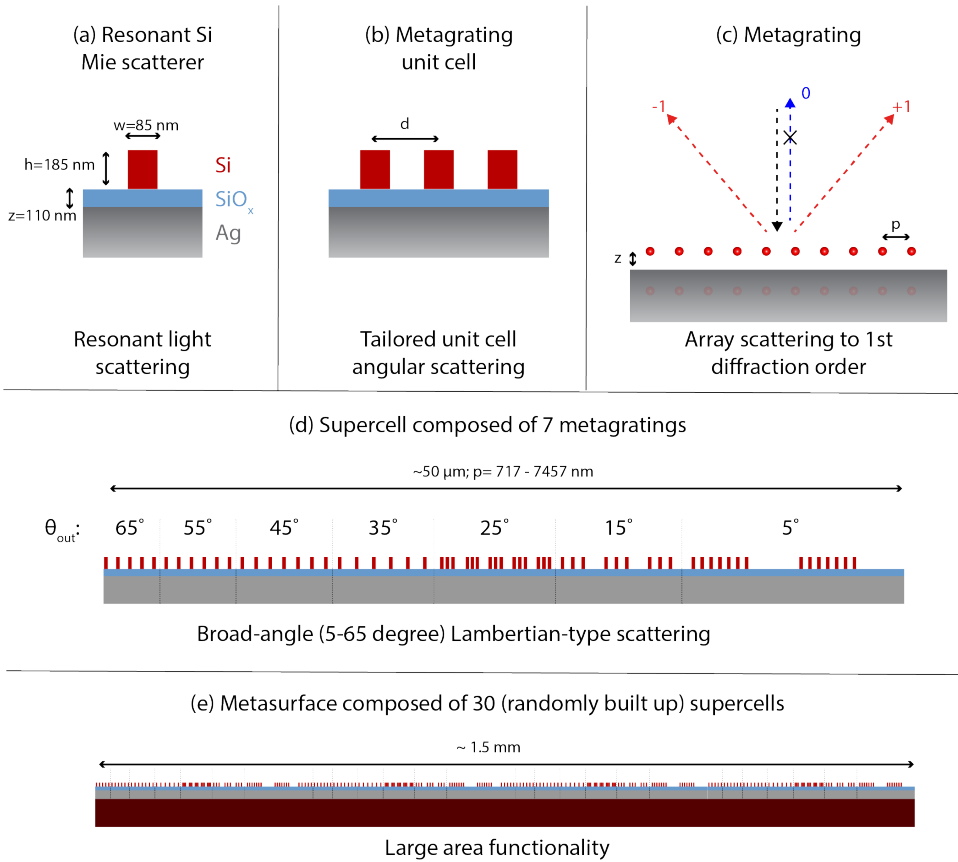 (a) Resonant Si
Mie scatterer
w=85 nm
h=185 nm
z=110 nm
Si
SiOx
Ag
Resonant light
scattering
(b) Metagrating
unit cell
d
Tailored unit cell
angular scattering
(c) Metagrating
-1
0
+1
p
z
Array scattering to 1st
diffraction order
(d) Supercell composed of 7 metagratings
~50 μm; p= 717 - 7457 nm
θout: 65° 55° 45° 35° 25° 15° 5°
Broad-angle (5-65 degree) Lambertian-type scattering
(e) Metasurface composed of 30 (randomly built up) supercells
~ 1.5 mm
Large area functionality